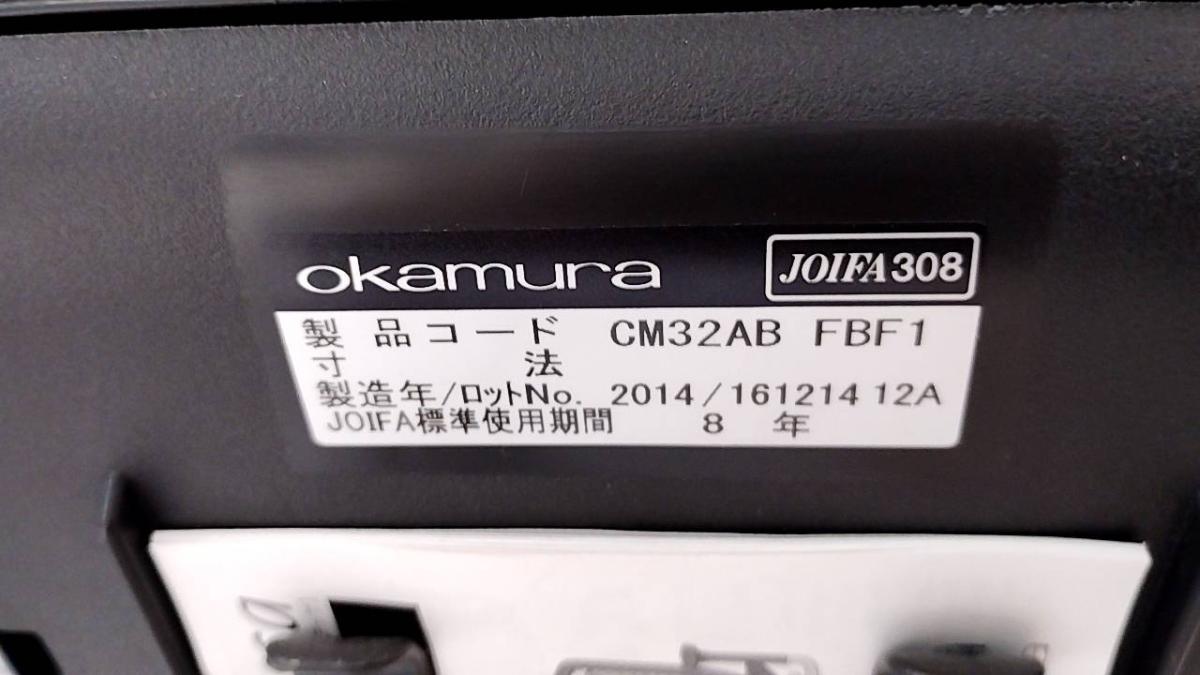 okamura JOIFA308
製品コード CM32AB FBF1
寸法
製造年/ロットNo. 2014/161214 12A
JOIFA標準使用期間 8 年